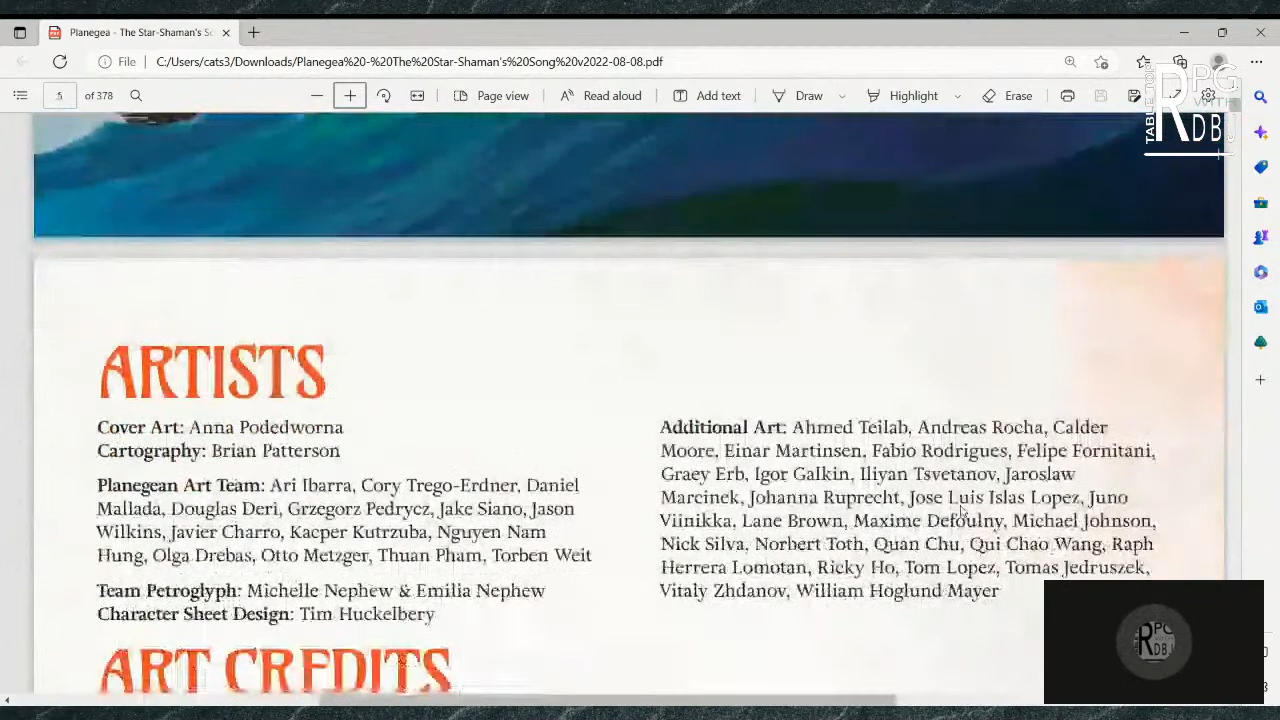 Planegea - The Star-Shaman's So
File
C:/Users/cats3/Downloads/Planegea%20-%20The%20Star-Shaman's%20Song%20v2022-08-08.pdf
5
of 378
Page view
Read aloud
Add text
Draw
Highlight
Erase
TABLE TOP
RPG
WITH
RDBJ
ARTISTS
Cover Art: Anna Podedworna
Cartography: Brian Patterson
Planegean Art Team: Ari Ibarra, Cory Trego-Erdner, Daniel
Mallada, Douglas Deri, Grzegorz Pedrycz, Jake Siano, Jason
Wilkins, Javier Charro, Kacper Kutrzuba, Nguyen Nam
Hung, Olga Drebas, Otto Metzger, Thuan Pham, Torben Weit
Team Petroglyph: Michelle Nephew & Emilia Nephew
Character Sheet Design: Tim Huckelbery
Additional Art: Ahmed Teilab, Andreas Rocha, Calder
Moore, Einar Martinsen, Fabio Rodrigues, Felipe Fornitani,
Graey Erb, Igor Galkin, Iliyan Tsvetanov, Jaroslaw
Marcinek, Johanna Ruprecht, Jose Luis Islas Lopez, Juno
Viinikka, Lane Brown, Maxime Defoulny, Michael Johnson,
Nick Silva, Norbert Toth, Quan Chu, Qui Chao Wang, Raph
Herrera Lomotan, Ricky Ho, Tom Lopez, Tomas Jedruszek,
Vitaly Zhdanov, William Hoglund Mayer
ART CREDITS